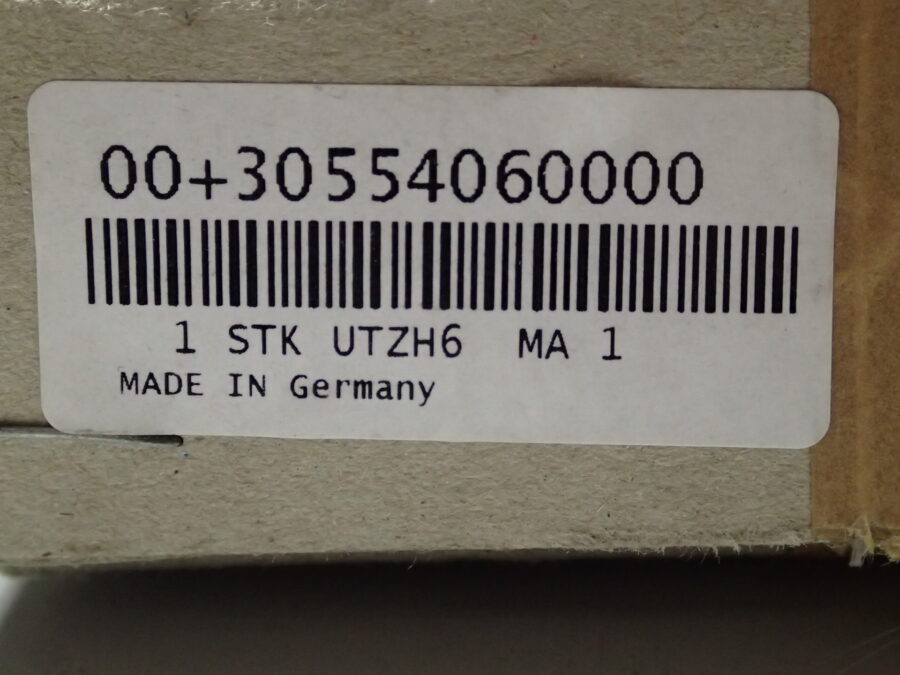 00+30554060000
1 STK UTZH6 MA 1
MADE IN Germany